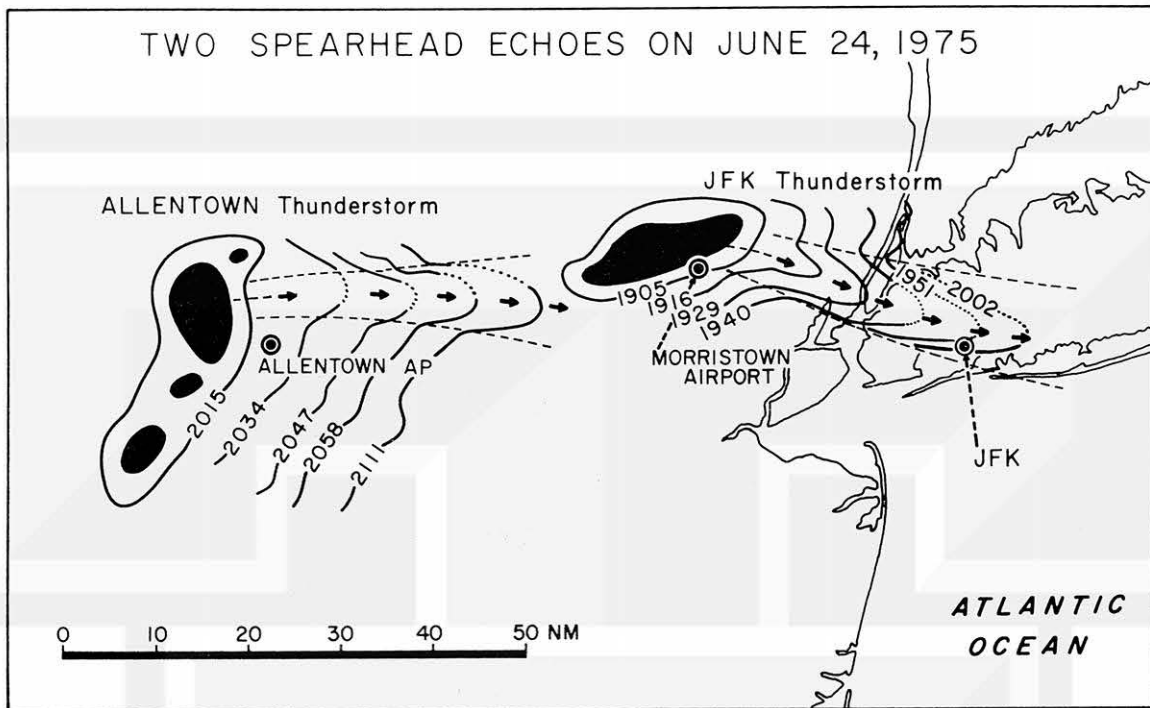 TWO SPEARHEAD ECHOES ON JUNE 24, 1975
ALLENTOWN Thunderstorm
JFK Thunderstorm
1905
1916
1929
1940
1951
2002
ALLENTOWN AP
MORRISTOWN
AIRPORT
JFK
2015
2034
2047
2058
2111
0 10 20 30 40 50 NM
ATLANTIC
OCEAN